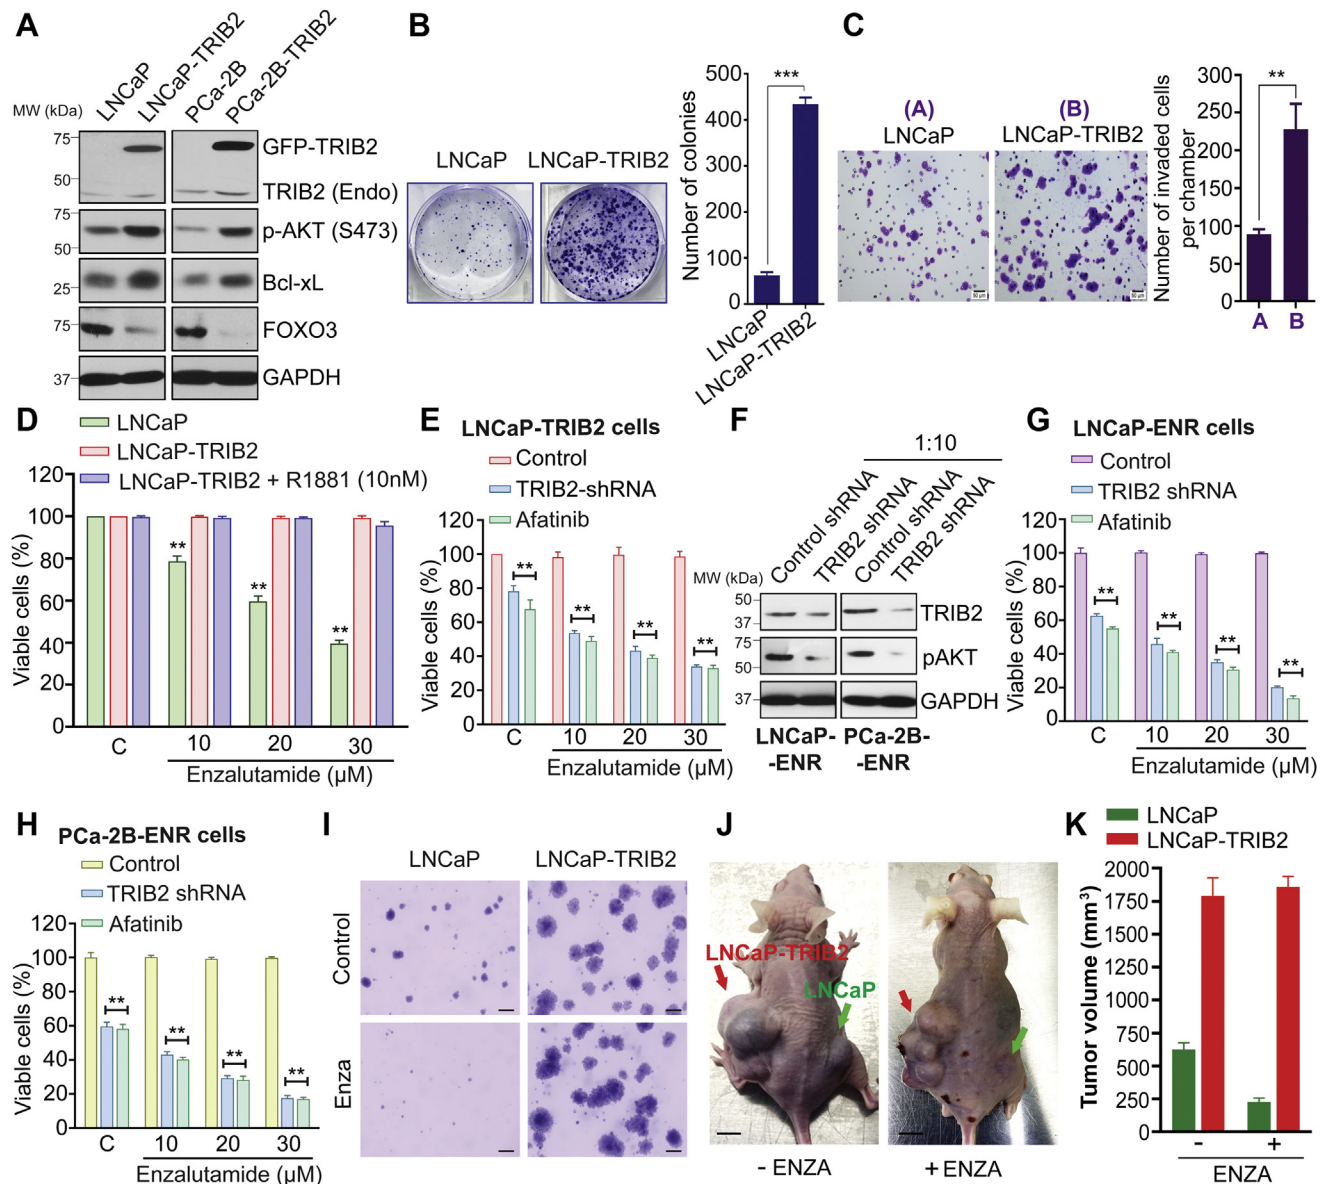 A
LNCaP
LNCaP-TRIB2
PCa-2B
PCa-2B-TRIB2
MW (kDa)
75
50
GFP-TRIB2
TRIB2 (Endo)
75
50
p-AKT (S473)
25
Bcl-xL
75
FOXO3
37
GAPDH
B
LNCaP
LNCaP-TRIB2
Number of colonies
500
400
300
200
100
0
***
LNCaP
LNCaP-TRIB2
C
(A)
LNCaP
(B)
LNCaP-TRIB2
50 µm
50 µm
Number of invaded cells
per chamber
300
250
200
150
100
50
0
**
A
B
D
LNCaP
LNCaP-TRIB2
LNCaP-TRIB2 + R1881 (10nM)
Viable cells (%)
120
100
80
60
40
20
0
**
**
**
C
10
20
30
Enzalutamide (µM)
E
LNCaP-TRIB2 cells
Control
TRIB2-shRNA
Afatinib
Viable cells (%)
120
100
80
60
40
20
0
**
**
**
**
C
10
20
30
Enzalutamide (µM)
F
1:10
Control shRNA
TRIB2 shRNA
Control shRNA
TRIB2 shRNA
MW (kDa)
50
37
TRIB2
75
50
pAKT
37
GAPDH
LNCaP-
-ENR
PCa-2B-
-ENR
G
LNCaP-ENR cells
Control
TRIB2 shRNA
Afatinib
Viable cells (%)
120
100
80
60
40
20
0
**
**
**
**
C
10
20
30
Enzalutamide (µM)
H
PCa-2B-ENR cells
Control
TRIB2 shRNA
Afatinib
Viable cells (%)
120
100
80
60
40
20
0
**
**
**
**
C
10
20
30
Enzalutamide (µM)
I
LNCaP
LNCaP-TRIB2
Control
Enza
J
LNCaP-TRIB2
LNCaP
- ENZA
+ ENZA
K
LNCaP
LNCaP-TRIB2
Tumor volume (mm³)
2000
1750
1500
1250
1000
750
500
250
0
-
+
ENZA